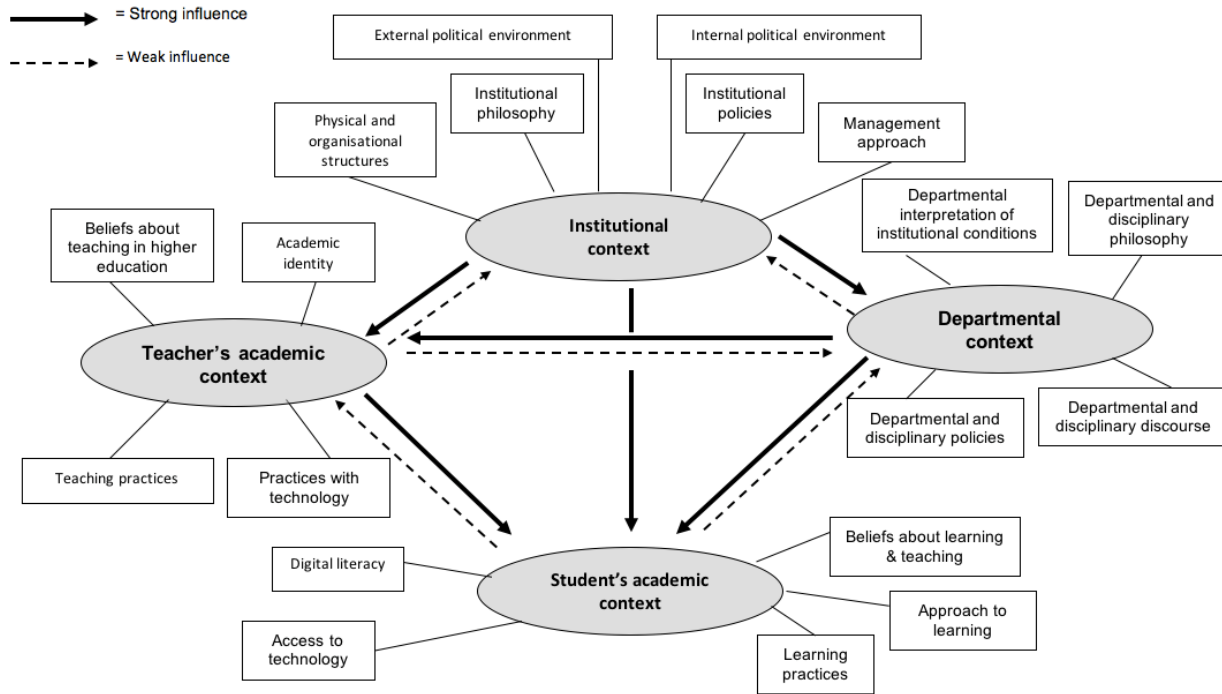 = Strong influence
= Weak influence
External political environment
Internal political environment
Institutional
philosophy
Institutional
policies
Physical and
organisational
structures
Management
approach
Beliefs about
teaching in higher
education
Academic
identity
Institutional
context
Departmental
interpretation of
institutional conditions
Departmental and
disciplinary
philosophy
Teacher's academic
context
Departmental
context
Teaching practices
Practices with
technology
Departmental and
disciplinary policies
Departmental and
disciplinary discourse
Digital literacy
Student's academic
context
Beliefs about learning
& teaching
Access to
technology
Approach to
learning
Learning
practices